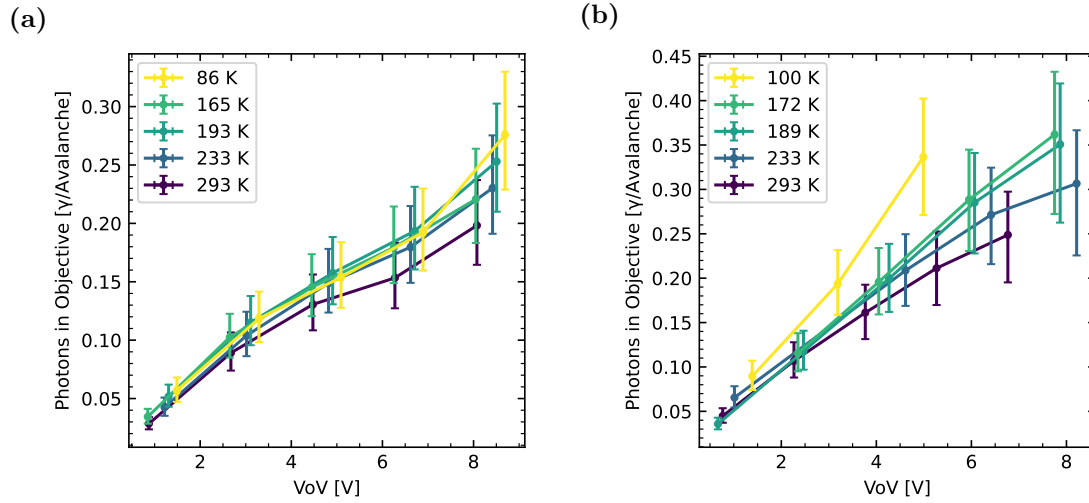 (a)
Photons in Objective [γ/Avalanche]
0.30
0.25
0.20
0.15
0.10
0.05
86 K
165 K
193 K
233 K
293 K
2 4 6 8
VoV [V]
(b)
Photons in Objective [γ/Avalanche]
0.45
0.40
0.35
0.30
0.25
0.20
0.15
0.10
0.05
100 K
172 K
189 K
233 K
293 K
0 2 4 6 8
VoV [V]